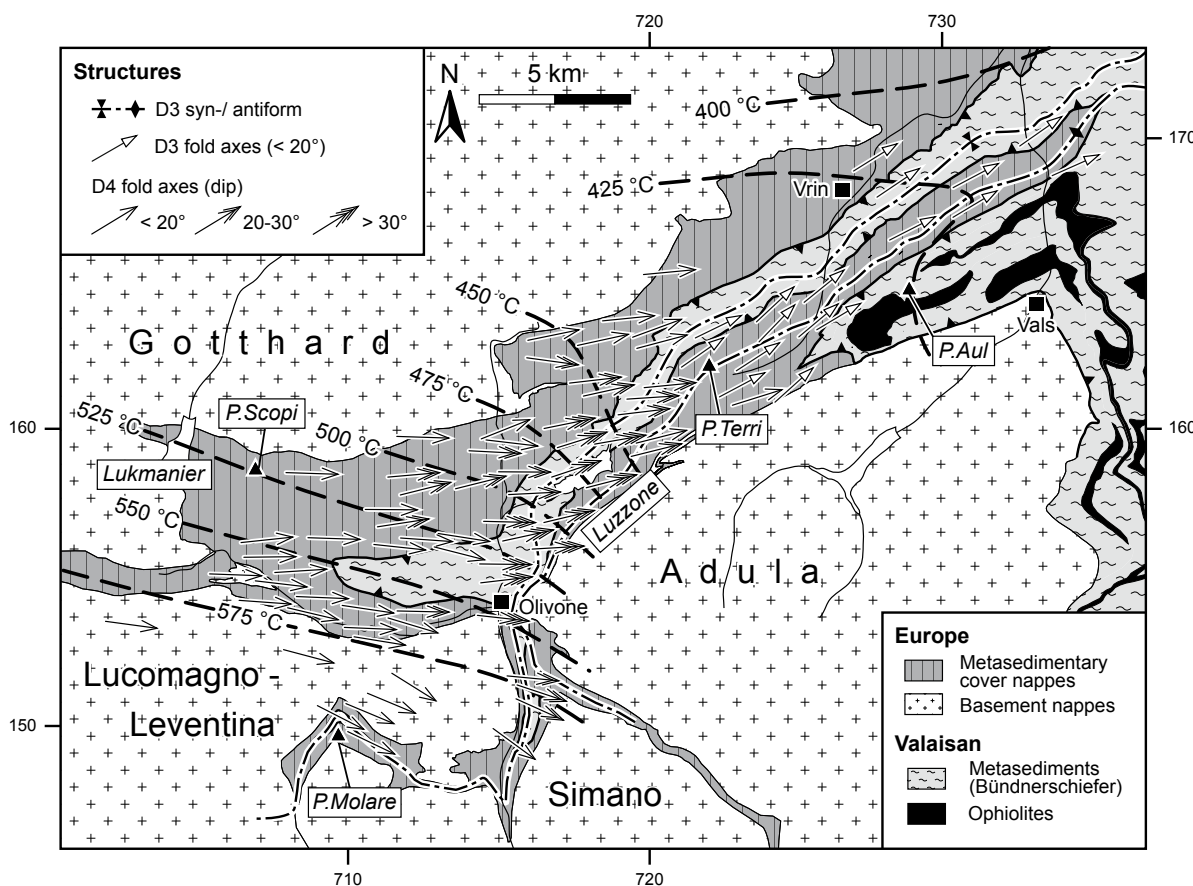 720
730
Structures
D3 syn-/ antiform
D3 fold axes (< 20°)
D4 fold axes (dip)
< 20°
20-30°
> 30°
N
5 km
400 °C
170
425 °C
Vrin
450 °C
Gotthard
Vals
P.Aul
475 °C
525 °C
P.Scopi
500 °C
P.Terri
160
160
Lukmanier
550 °C
Luzzone
Adula
Olivone
575 °C
Europe
Metasedimentary
cover nappes
Basement nappes
Lucomagno -
Leventina
150
Valaisan
Metasediments
(Bündnerschiefer)
Ophiolites
Simano
P.Molare
710
720